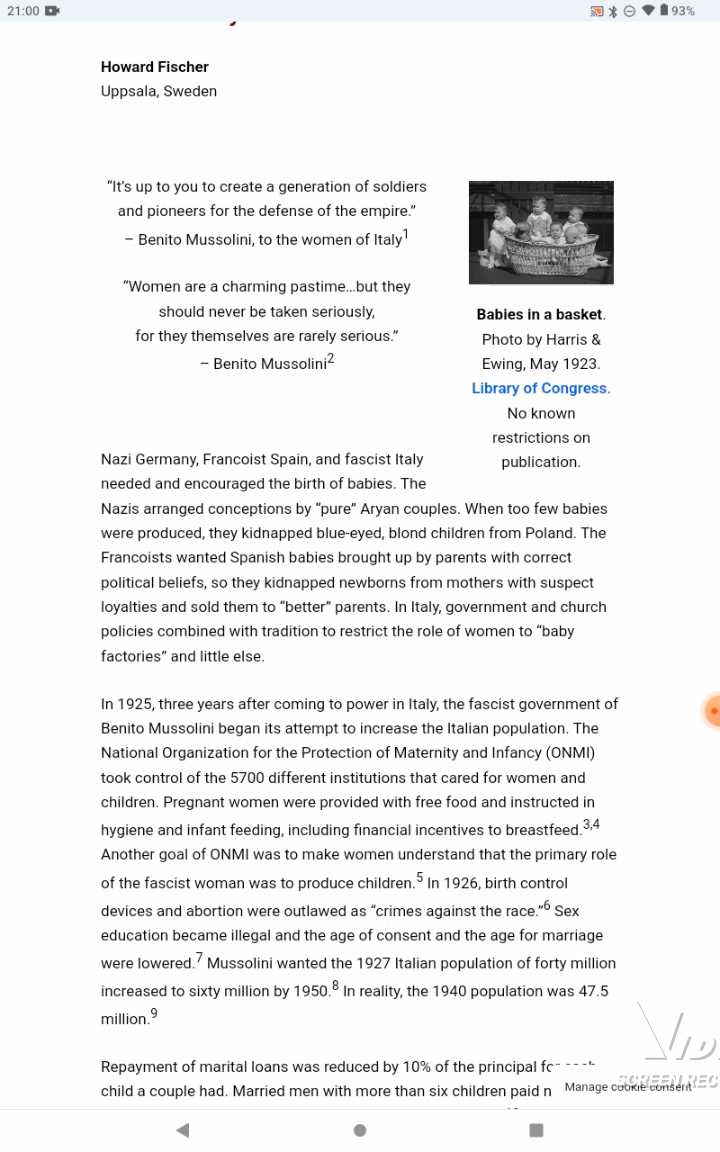 21:00
93%
Howard Fischer
Uppsala, Sweden
“It’s up to you to create a generation of soldiers
and pioneers for the defense of the empire.”
– Benito Mussolini, to the women of Italy1
“Women are a charming pastime…but they
should never be taken seriously,
for they themselves are rarely serious.”
– Benito Mussolini2
Babies in a basket.
Photo by Harris &
Ewing, May 1923.
Library of Congress.
No known
restrictions on
publication.
Nazi Germany, Francoist Spain, and fascist Italy
needed and encouraged the birth of babies. The
Nazis arranged conceptions by “pure” Aryan couples. When too few babies
were produced, they kidnapped blue-eyed, blond children from Poland. The
Francoists wanted Spanish babies brought up by parents with correct
political beliefs, so they kidnapped newborns from mothers with suspect
loyalties and sold them to “better” parents. In Italy, government and church
policies combined with tradition to restrict the role of women to “baby
factories” and little else.
In 1925, three years after coming to power in Italy, the fascist government of
Benito Mussolini began its attempt to increase the Italian population. The
National Organization for the Protection of Maternity and Infancy (ONMI)
took control of the 5700 different institutions that cared for women and
children. Pregnant women were provided with free food and instructed in
hygiene and infant feeding, including financial incentives to breastfeed.3,4
Another goal of ONMI was to make women understand that the primary role
of the fascist woman was to produce children.5 In 1926, birth control
devices and abortion were outlawed as “crimes against the race.”6 Sex
education became illegal and the age of consent and the age for marriage
were lowered.7 Mussolini wanted the 1927 Italian population of forty million
increased to sixty million by 1950.8 In reality, the 1940 population was 47.5
million.9
Repayment of marital loans was reduced by 10% of the principal for each
child a couple had. Married men with more than six children paid n
Manage cookie consent
SCREEN REC